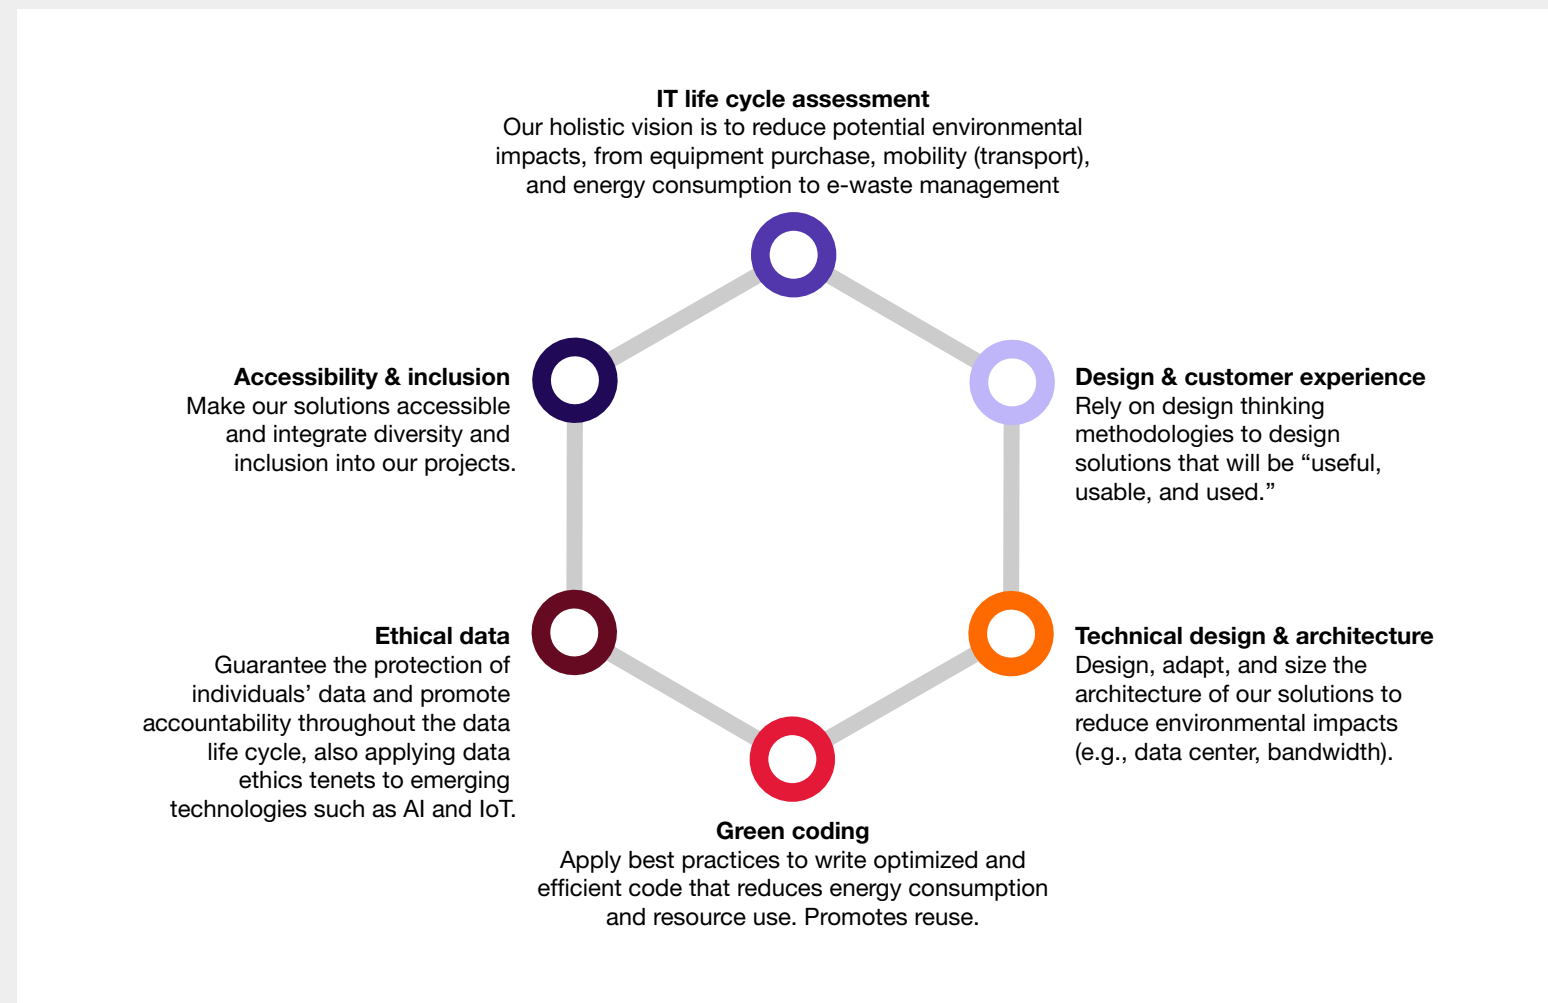 IT life cycle assessment
Our holistic vision is to reduce potential environmental
impacts, from equipment purchase, mobility (transport),
and energy consumption to e-waste management
Accessibility & inclusion
Make our solutions accessible
and integrate diversity and
inclusion into our projects.
Design & customer experience
Rely on design thinking
methodologies to design
solutions that will be “useful,
usable, and used.”
Ethical data
Guarantee the protection of
individuals’ data and promote
accountability throughout the data
life cycle, also applying data
ethics tenets to emerging
technologies such as AI and IoT.
Technical design & architecture
Design, adapt, and size the
architecture of our solutions to
reduce environmental impacts
(e.g., data center, bandwidth).
Green coding
Apply best practices to write optimized and
efficient code that reduces energy consumption
and resource use. Promotes reuse.